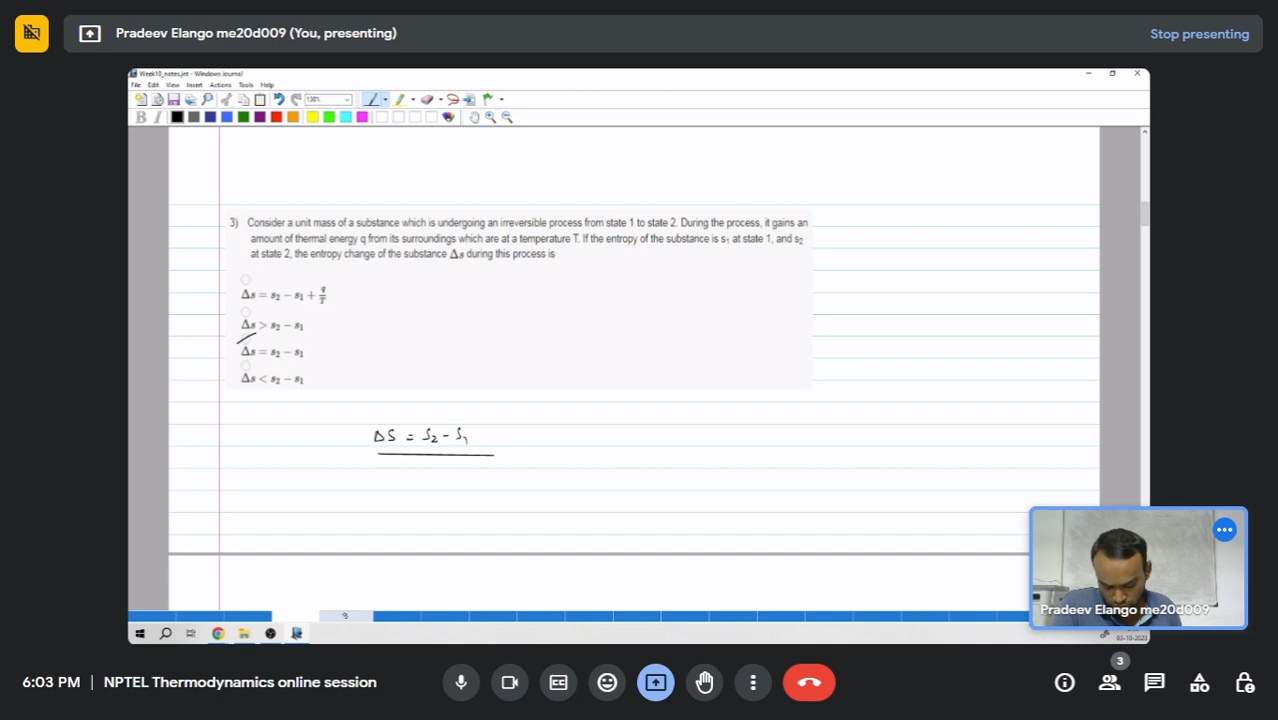 Pradeev Elango me20d009 (You, presenting)
Stop presenting
Week10_notes.jnt - Windows Journal
File Edit View Insert Actions Tools Help
130%
B I
3) Consider a unit mass of a substance which is undergoing an irreversible process from state 1 to state 2. During the process, it gains an
amount of thermal energy q from its surroundings which are at a temperature T. If the entropy of the substance is s₁ at state 1, and s₂
at state 2, the entropy change of the substance Δs during this process is
Δs = s₂ − s₁ + q/T
Δs > s₂ − s₁
Δs = s₂ − s₁
Δs < s₂ − s₁
ΔS = S₂ − S₁
Pradeev Elango me20d009
9
03-10-2023
3
6:03 PM | NPTEL Thermodynamics online session